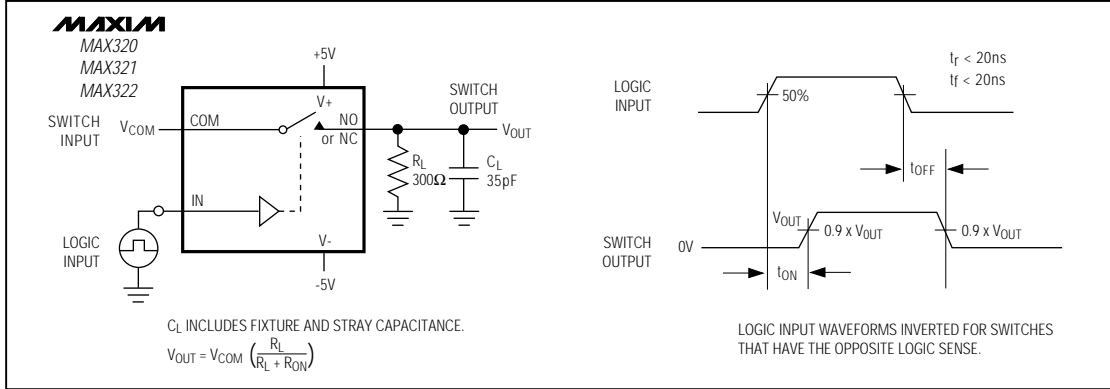 MAXIM
MAX320
MAX321
MAX322
+5V
V+
SWITCH
INPUT
VCOM
COM
NO
or NC
SWITCH
OUTPUT
VOUT
RL
300Ω
CL
35pF
IN
LOGIC
INPUT
V-
-5V
CL INCLUDES FIXTURE AND STRAY CAPACITANCE.
VOUT = VCOM (RL / RL + RON)
LOGIC
INPUT
50%
tr < 20ns
tf < 20ns
tOFF
VOUT
SWITCH
OUTPUT
0V
0.9 x V0UT
0.9 x VOUT
tON
LOGIC INPUT WAVEFORMS INVERTED FOR SWITCHES
THAT HAVE THE OPPOSITE LOGIC SENSE.